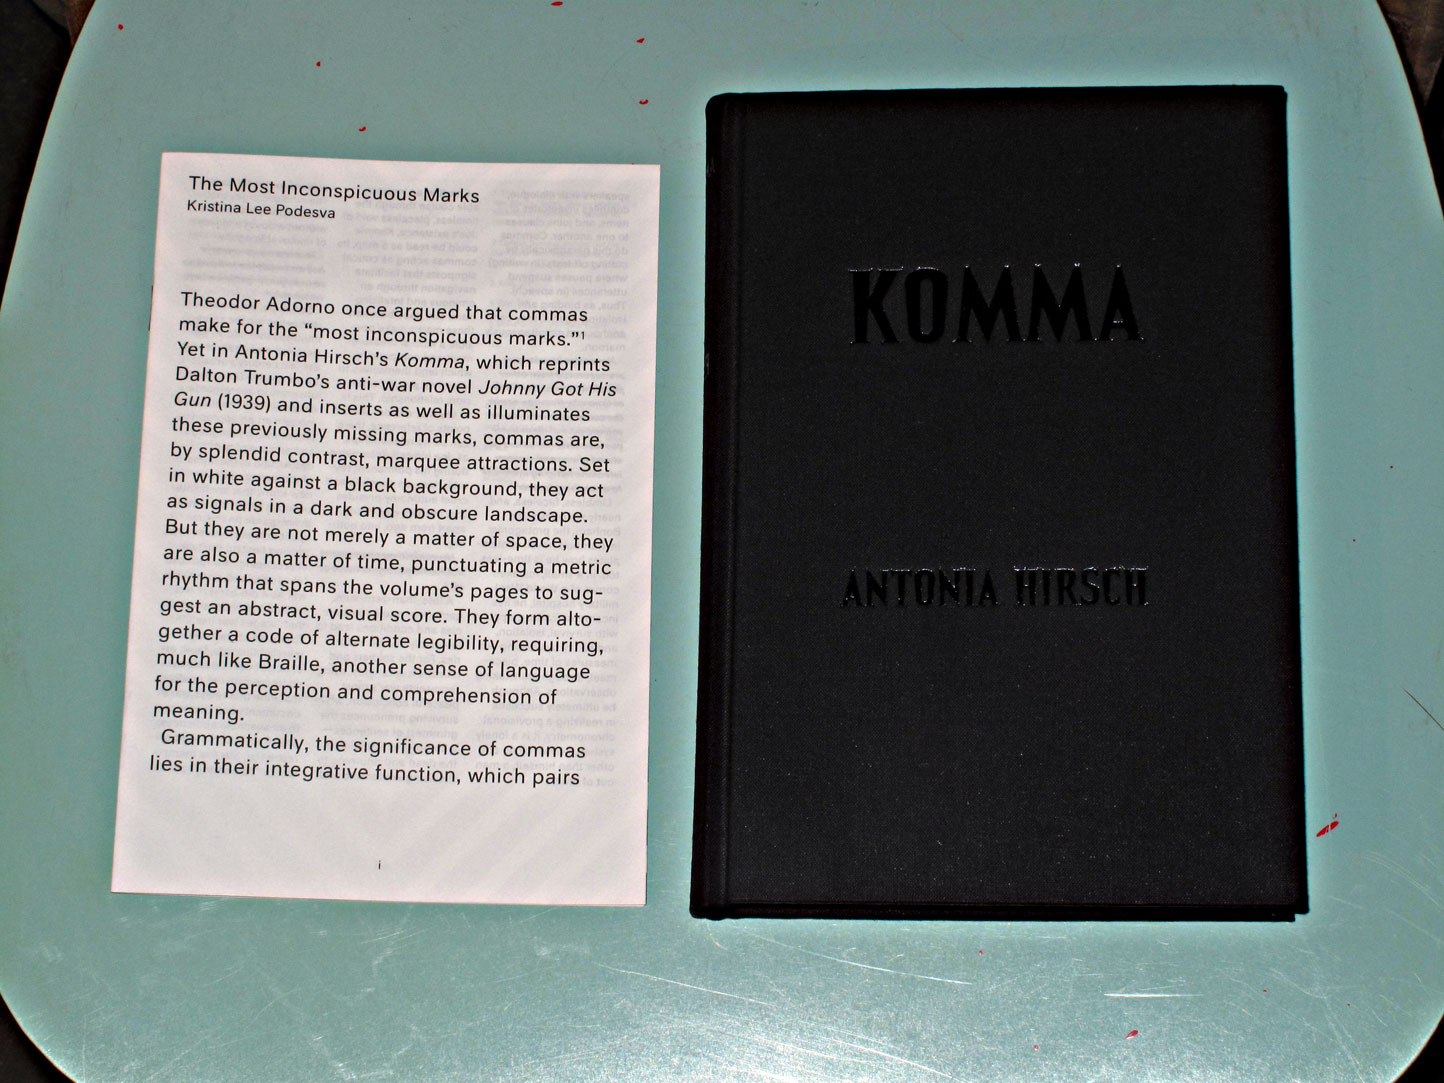 The Most Inconspicuous Marks
Kristina Lee Podesva
Theodor Adorno once argued that commas
make for the “most inconspicuous marks.”¹
Yet in Antonia Hirsch’s Komma, which reprints
Dalton Trumbo’s anti-war novel Johnny Got His
Gun (1939) and inserts as well as illuminates
these previously missing marks, commas are,
by splendid contrast, marquee attractions. Set
in white against a black background, they act
as signals in a dark and obscure landscape.
But they are not merely a matter of space, they
are also a matter of time, punctuating a metric
rhythm that spans the volume’s pages to sug-
gest an abstract, visual score. They form alto-
gether a code of alternate legibility, requiring,
much like Braille, another sense of language
for the perception and comprehension of
meaning.
Grammatically, the significance of commas
lies in their integrative function, which pairs
i
KOMMA
ANTONIA HIRSCH